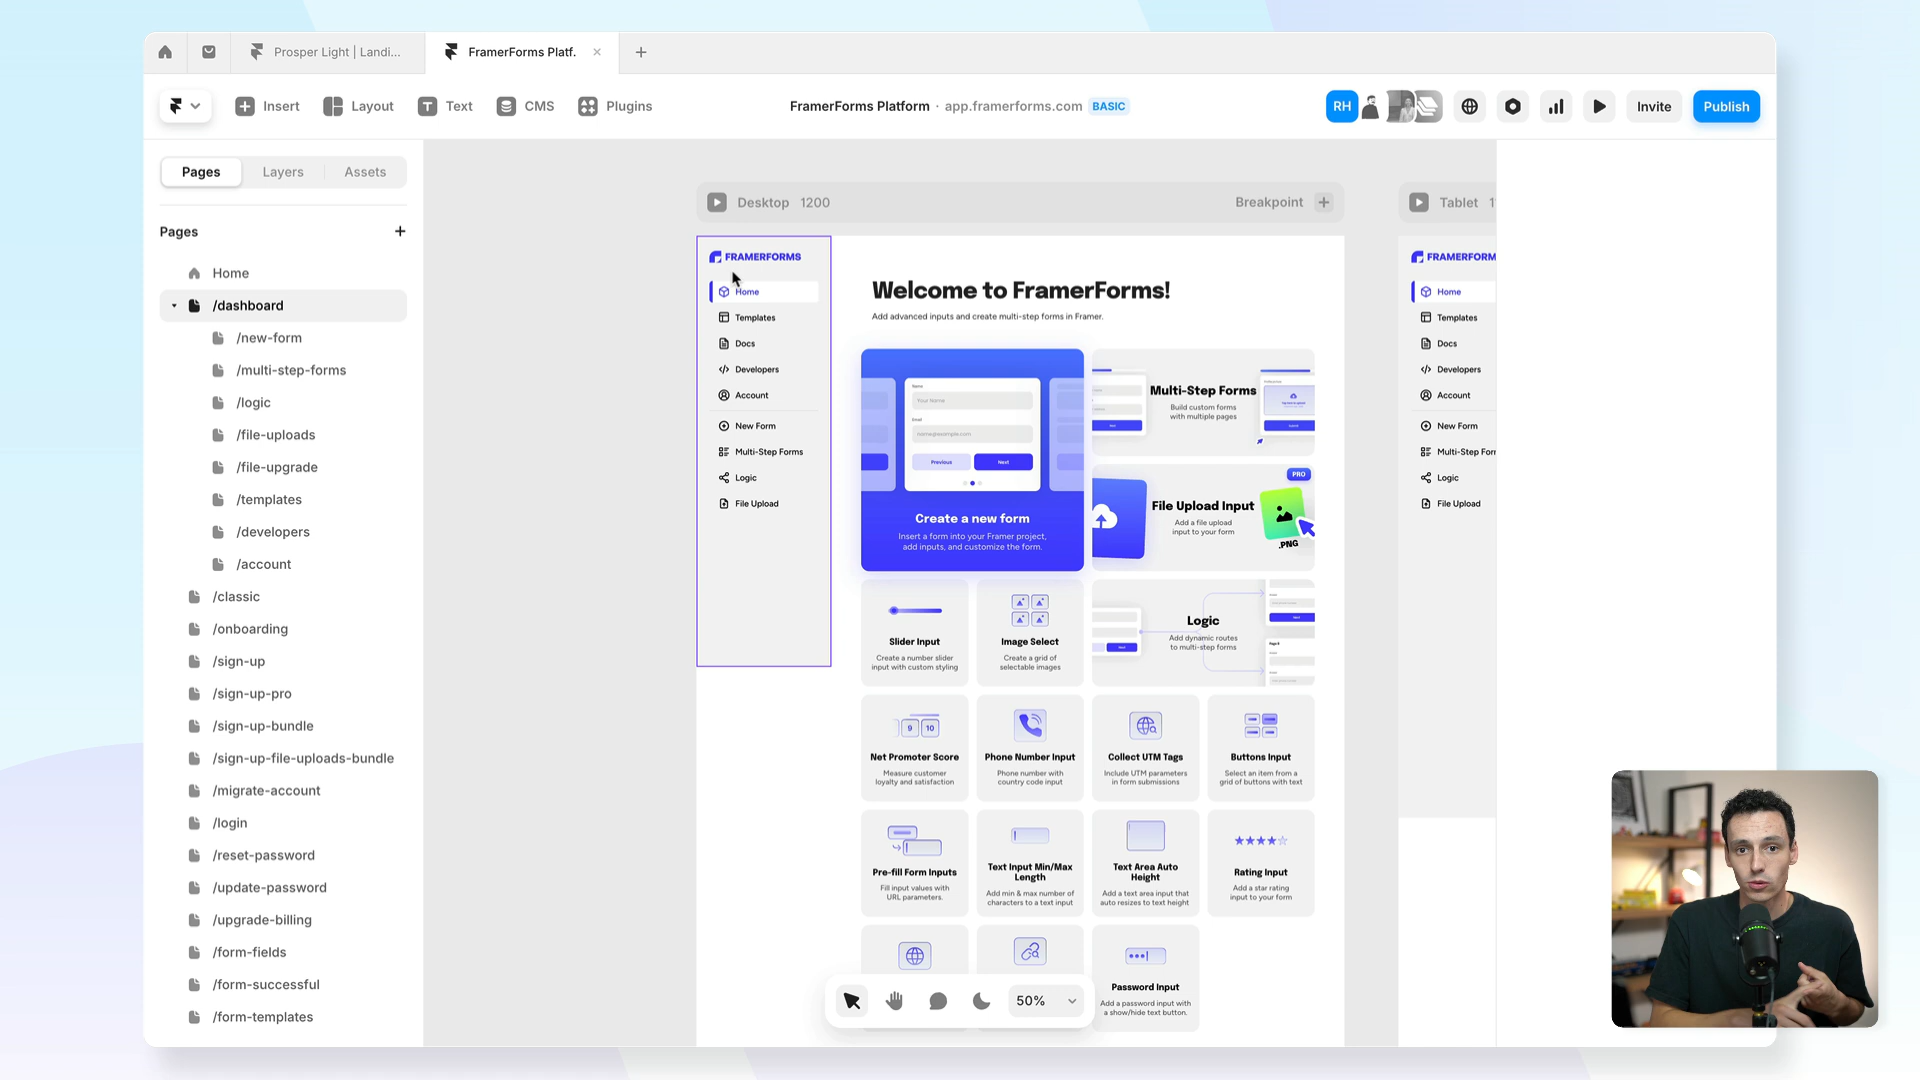 Prosper Light | Landi...
FramerForms Platf.
Insert
Layout
Text
CMS
Plugins
FramerForms Platform · app.framerforms.com
BASIC
RH
Invite
Publish
Pages
Layers
Assets
Pages
Home
/dashboard
/new-form
/multi-step-forms
/logic
/file-uploads
/file-upgrade
/templates
/developers
/account
/classic
/onboarding
/sign-up
/sign-up-pro
/sign-up-bundle
/sign-up-file-uploads-bundle
/migrate-account
/login
/reset-password
/update-password
/upgrade-billing
/form-fields
/form-successful
/form-templates
Desktop 1200
Breakpoint
FRAMERFORMS
Home
Templates
Docs
Developers
Account
New Form
Multi-Step Forms
Logic
File Upload
Welcome to FramerForms!
Add advanced inputs and create multi-step forms in Framer.
Name
Your Name
Email
name@example.com
Previous
Next
Create a new form
Insert a form into your Framer project,
add inputs, and customize the form.
Multi-Step Forms
Build custom forms
with multiple pages
PRO
File Upload Input
Add a file upload
input to your form
.PNG
Slider Input
Create a number slider
input with custom styling
Image Select
Create a grid of
selectable images
Logic
Add dynamic routes
to multi-step forms
9
10
Net Promoter Score
Measure customer
loyalty and satisfaction
Phone Number Input
Phone number with
country code input
Collect UTM Tags
Include UTM parameters
in form submissions
Buttons Input
Select an item from a
grid of buttons with text
Pre-fill Form Inputs
Fill input values with
URL parameters.
Text Input Min/Max
Length
Add min & max number of
characters to a text input
Text Area Auto
Height
Add a text area input that
auto resizes to text height
Rating Input
Add a star rating
input to your form
Password Input
Add a password input with
a show/hide text button.
50%
Tablet 1
FRAMERFORM
Home
Templates
Docs
Developers
Account
New Form
Multi-Step For
Logic
File Upload